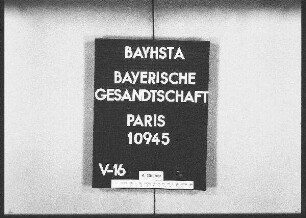 BAYHSTA
BAYERISCHE
GESANDTSCHAFT
PARIS
10945
V-16